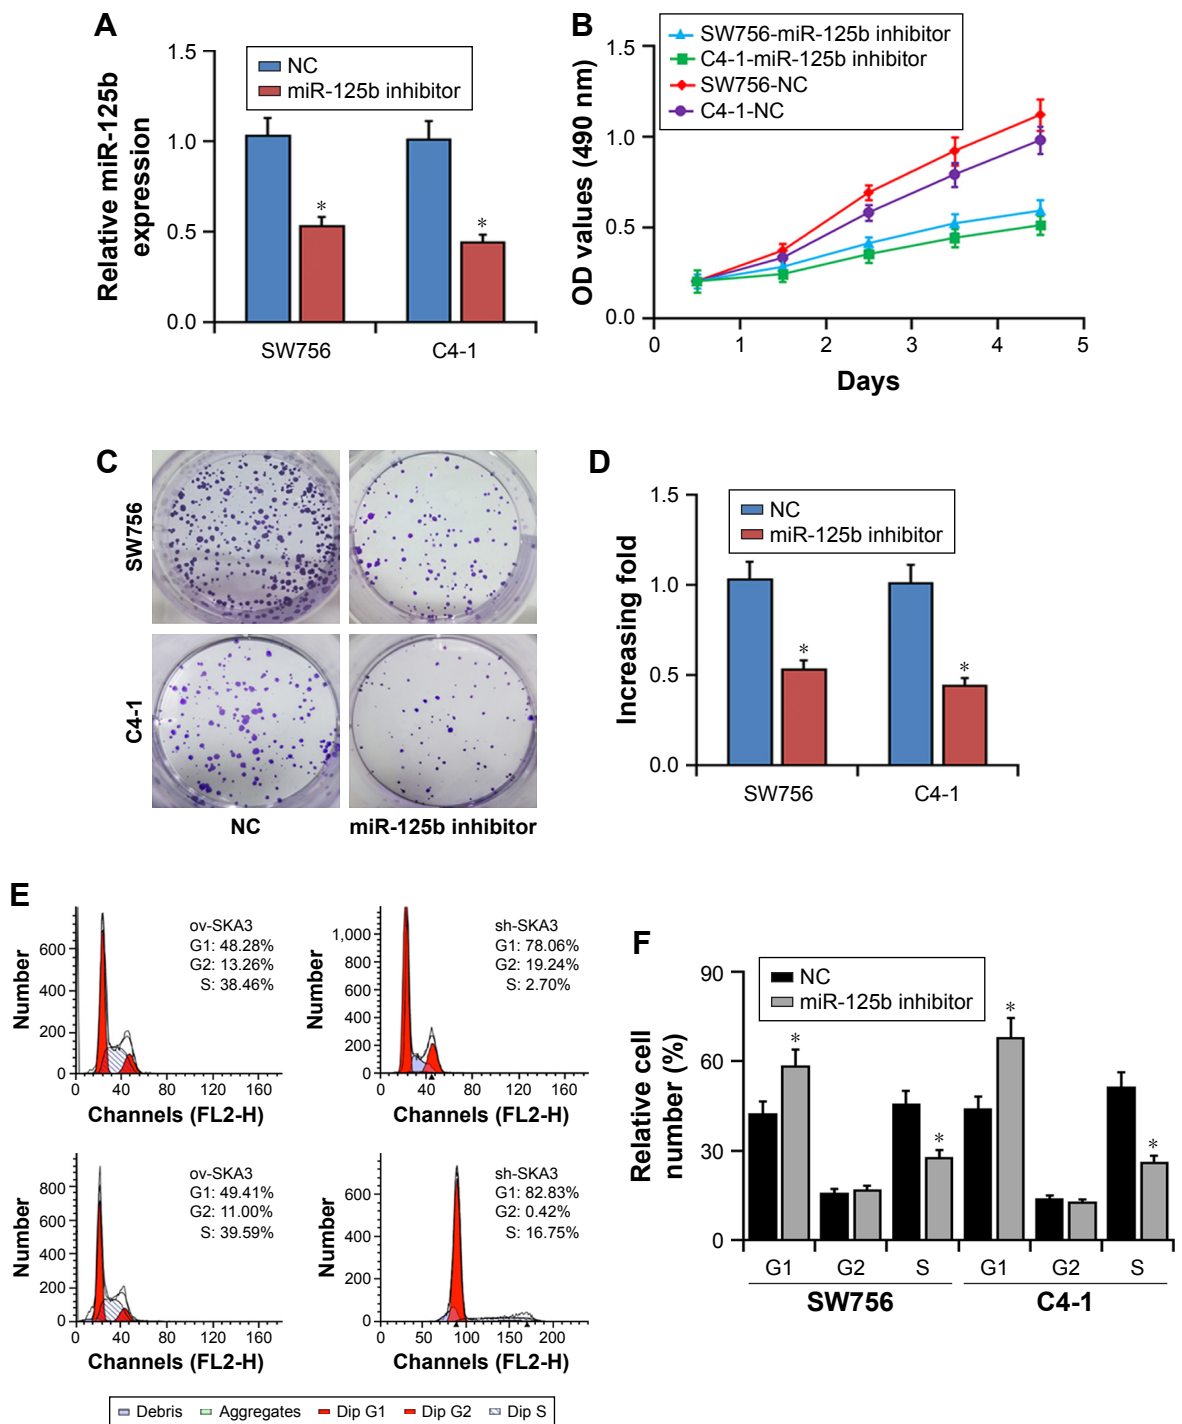 A
1.5
1.0
0.5
0.0
Relative miR-125b
expression
NC
miR-125b inhibitor
*
*
SW756
C4-1
B
1.5
1.0
0.5
0.0
OD values (490 nm)
SW756-miR-125b inhibitor
C4-1-miR-125b inhibitor
SW756-NC
C4-1-NC
0 1 2 3 4 5
Days
C
SW756
C4-1
NC
miR-125b inhibitor
D
1.5
1.0
0.5
0.0
Increasing fold
NC
miR-125b inhibitor
*
*
SW756
C4-1
E
Number
600
400
200
0
ov-SKA3
G1: 48.28%
G2: 13.26%
S: 38.46%
0 40 80 120 160
Channels (FL2-H)
Number
1,000
800
600
400
200
0
sh-SKA3
G1: 78.06%
G2: 19.24%
S: 2.70%
0 40 80 120 160
Channels (FL2-H)
Number
800
600
400
200
0
ov-SKA3
G1: 49.41%
G2: 11.00%
S: 39.59%
0 40 80 120 160
Channels (FL2-H)
Number
600
400
200
0
sh-SKA3
G1: 82.83%
G2: 0.42%
S: 16.75%
0 50 100 150 200
Channels (FL2-H)
Debris Aggregates Dip G1 Dip G2 Dip S
F
90
60
30
0
Relative cell
number (%)
NC
miR-125b inhibitor
*
*
*
*
G1 G2 S G1 G2 S
SW756 C4-1